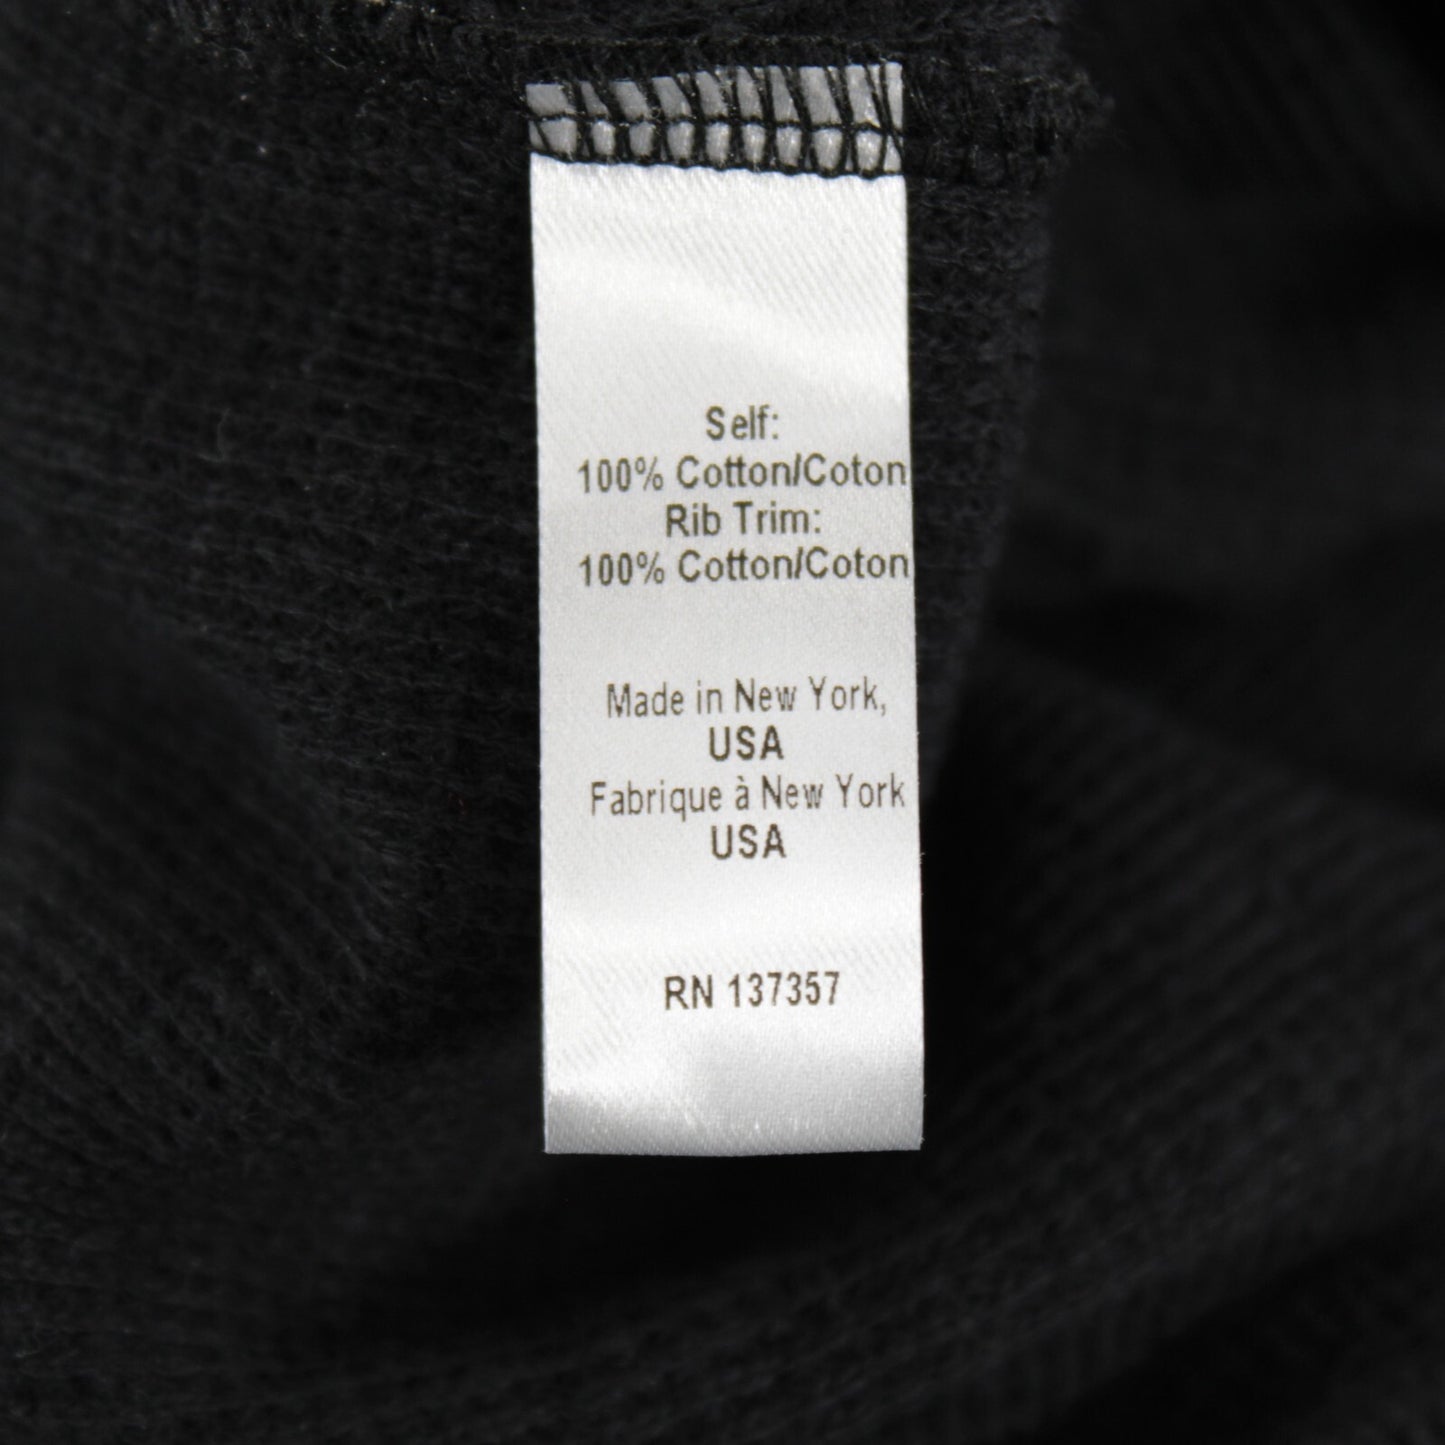 Self:
100% Cotton/Coton
Rib Trim:
100% Cotton/Coton
Made in New York,
USA
Fabrique à New York
USA
RN 137357